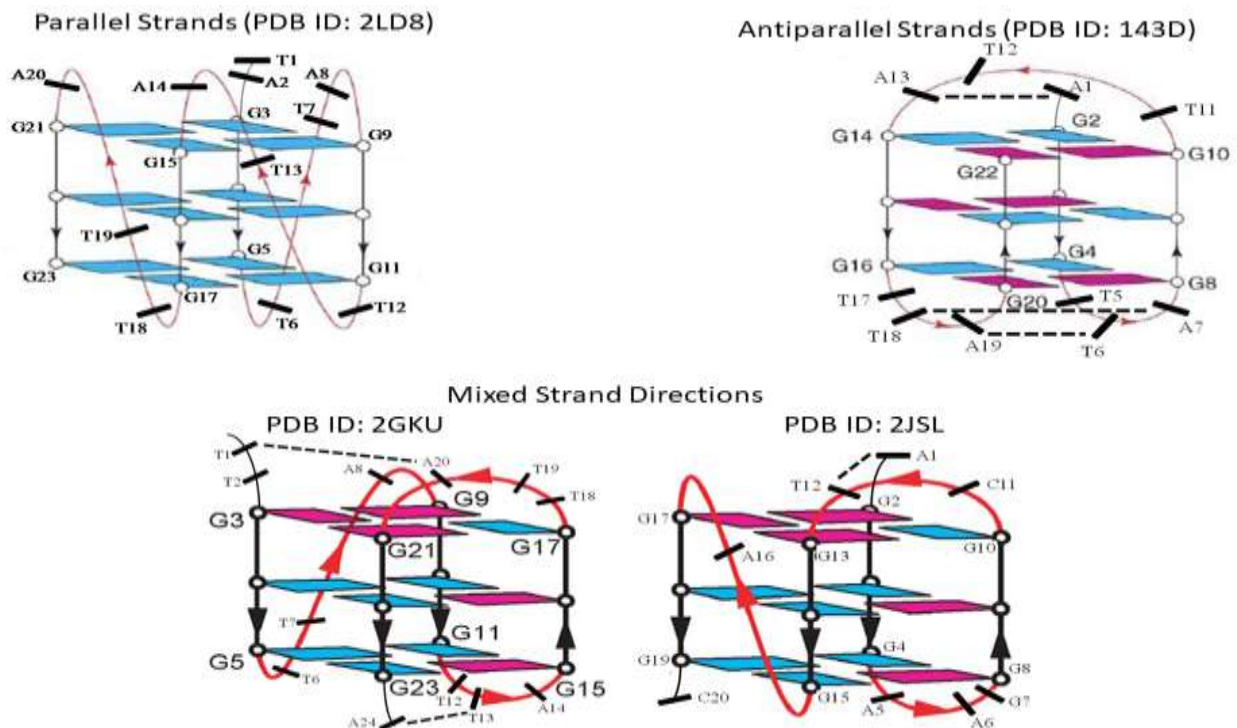 Parallel Strands (PDB ID: 2LD8)
T1
A2
A20
A14
A8
G3
T7
G21
G9
G15
T13
T19
G5
G23
G11
G17
T18
T6
T12
Antiparallel Strands (PDB ID: 143D)
T12
A13
A1
T11
G2
G14
G10
G22
G4
G16
G8
T17
G20
T5
T18
A7
A19
T6
Mixed Strand Directions
PDB ID: 2GKU
T1
A8
A20
T19
T2
T18
G9
G3
G21
G17
T7
G11
G5
T6
G23
T12
G15
T13
A14
A24
PDB ID: 2JSL
A1
T12
C11
G2
G17
A16
G13
G10
G4
G19
G8
G15
G7
C20
A5
A6